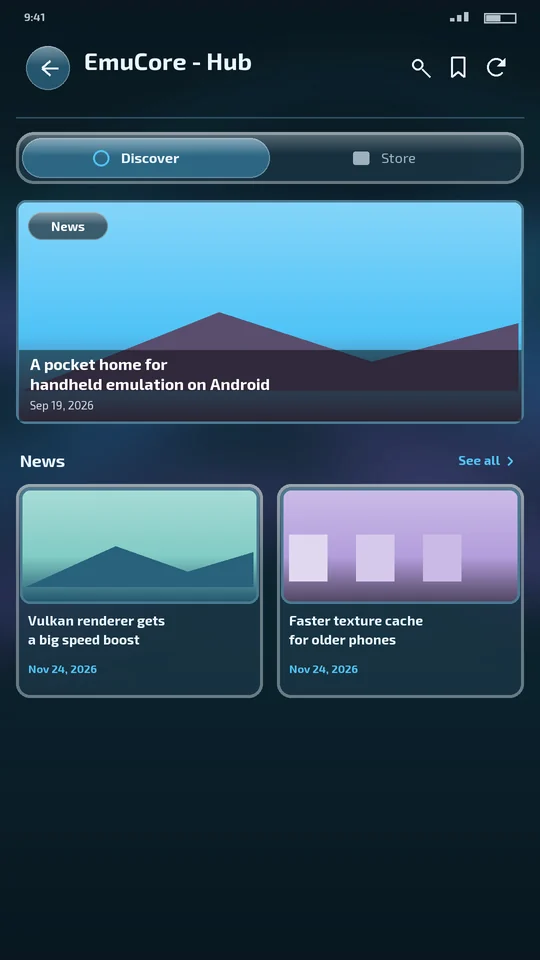 9:41
EmuCore - Hub
Discover
Store
News
A pocket home for
handheld emulation on Android
Sep 19, 2026
News
See all
Vulkan renderer gets
a big speed boost
Nov 24, 2026
Faster texture cache
for older phones
Nov 24, 2026